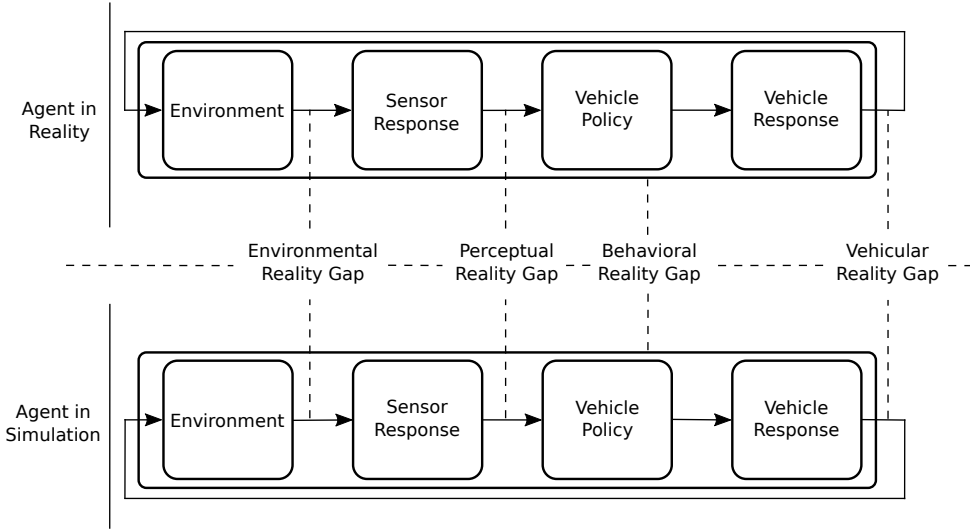 Agent in
Reality
Environment
Sensor
Response
Vehicle
Policy
Vehicle
Response
Environmental
Reality Gap
Perceptual
Reality Gap
Behavioral
Reality Gap
Vehicular
Reality Gap
Agent in
Simulation
Environment
Sensor
Response
Vehicle
Policy
Vehicle
Response